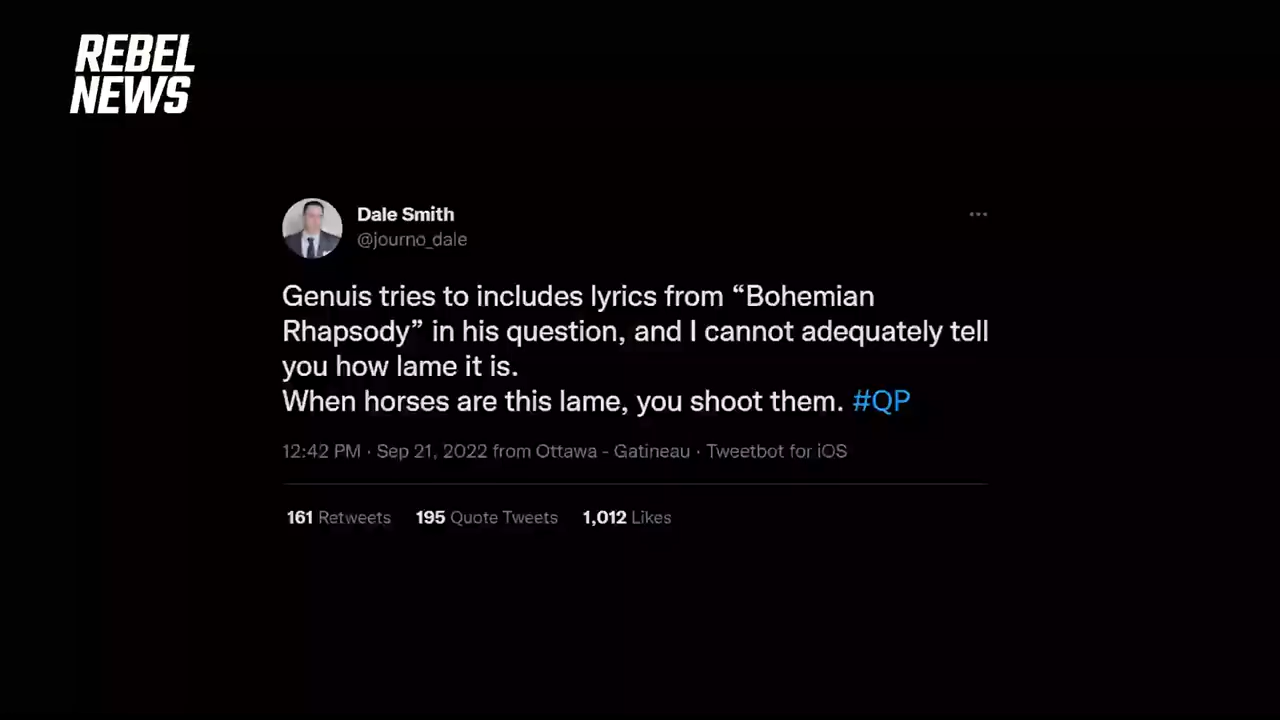 REBEL
NEWS
Dale Smith
@journo_dale
Genuis tries to includes lyrics from “Bohemian
Rhapsody” in his question, and I cannot adequately tell
you how lame it is.
When horses are this lame, you shoot them. #QP
12:42 PM · Sep 21, 2022 from Ottawa - Gatineau · Tweetbot for iOS
161 Retweets 195 Quote Tweets 1,012 Likes